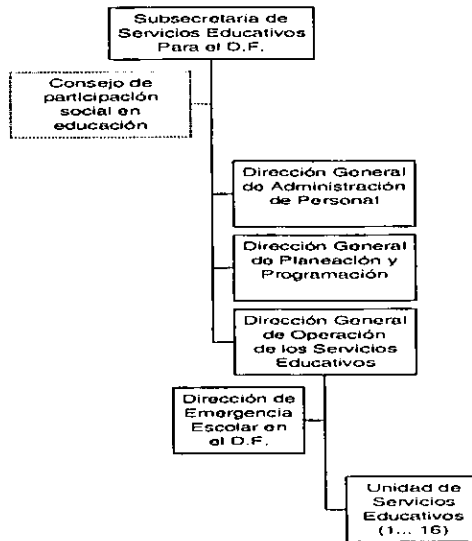 Subsecretaria de
Servicios Educativos
Para el D.F.
Consejo de
participación
social en
educación
Dirección General
de Administración
de Personal
Dirección General
de Planeación y
Programación
Dirección General
de Operación
de los Servicios
Educativos
Dirección de
Emergencia
Escolar en
el D.F.
Unidad de
Servicios
Educativos
(1... 16)